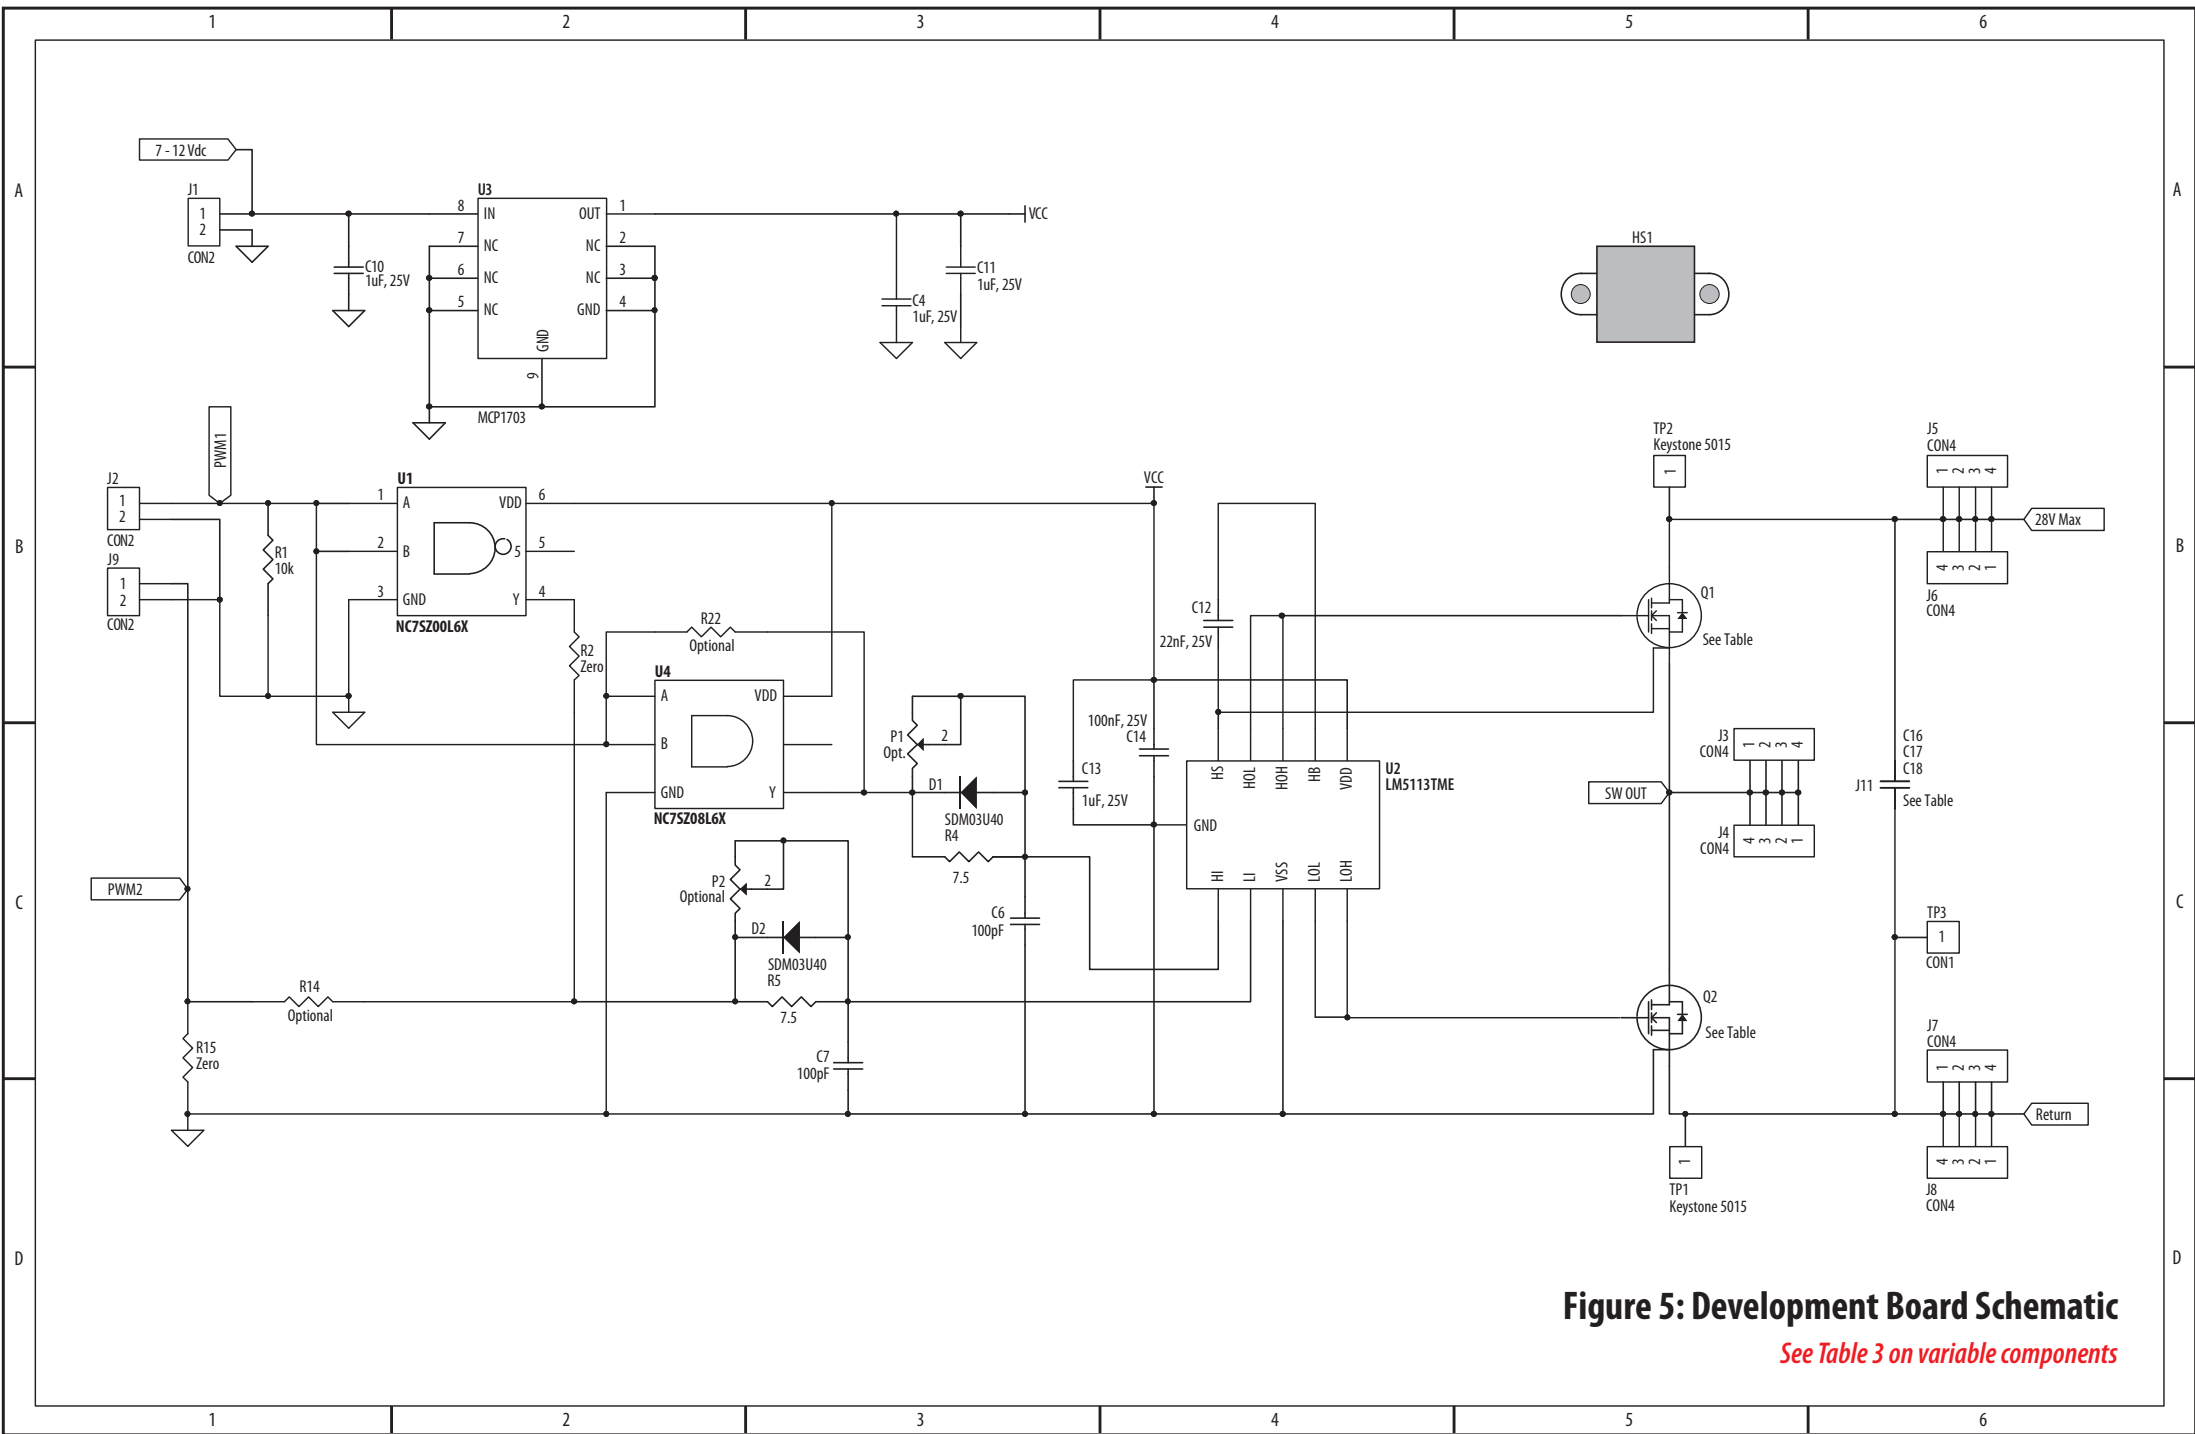 1 2 3 4 5 6
A
A
7 - 12 Vdc
J1
1
2
CON2
C10
1uF, 25V
U3
8 IN
7 NC
6 NC
5 NC
OUT 1
NC 2
NC 3
GND 4
GND
9
MCP1703
C4
1uF, 25V
C11
1uF, 25V
VCC
HS1
B
B
PWM1
J2
1
2
CON2
J9
1
2
CON2
R1
10k
U1
1 A
2 B
3 GND
VDD 6
5 5
Y 4
NC7SZ00L6X
R2
Zero
R22
Optional
U4
A
B
GND
VDD
Y
NC7SZ08L6X
VCC
C12
22nF, 25V
TP2
Keystone 5015
1
Q1
See Table
J5
CON4
1 2 3 4
28V Max
4 3 2 1
J6
CON4
C
C
P1
Opt.
2
D1
SDM03U40
R4
7.5
P2
Optional
2
D2
SDM03U40
R5
7.5
C6
100pF
C7
100pF
100nF, 25V
C14
C13
1uF, 25V
HS
HOL
HOH
HB
VDD
GND
HI
LI
VSS
LOL
LOH
U2
LM5113TME
SW OUT
J3
CON4
1 2 3 4
J4
CON4
4 3 2 1
C16
C17
C18
J11
See Table
TP3
1
CON1
PWM2
R14
Optional
R15
Zero
Q2
See Table
J7
CON4
1 2 3 4
Return
4 3 2 1
J8
CON4
1
TP1
Keystone 5015
D
D
Figure 5: Development Board Schematic
See Table 3 on variable components
1 2 3 4 5 6